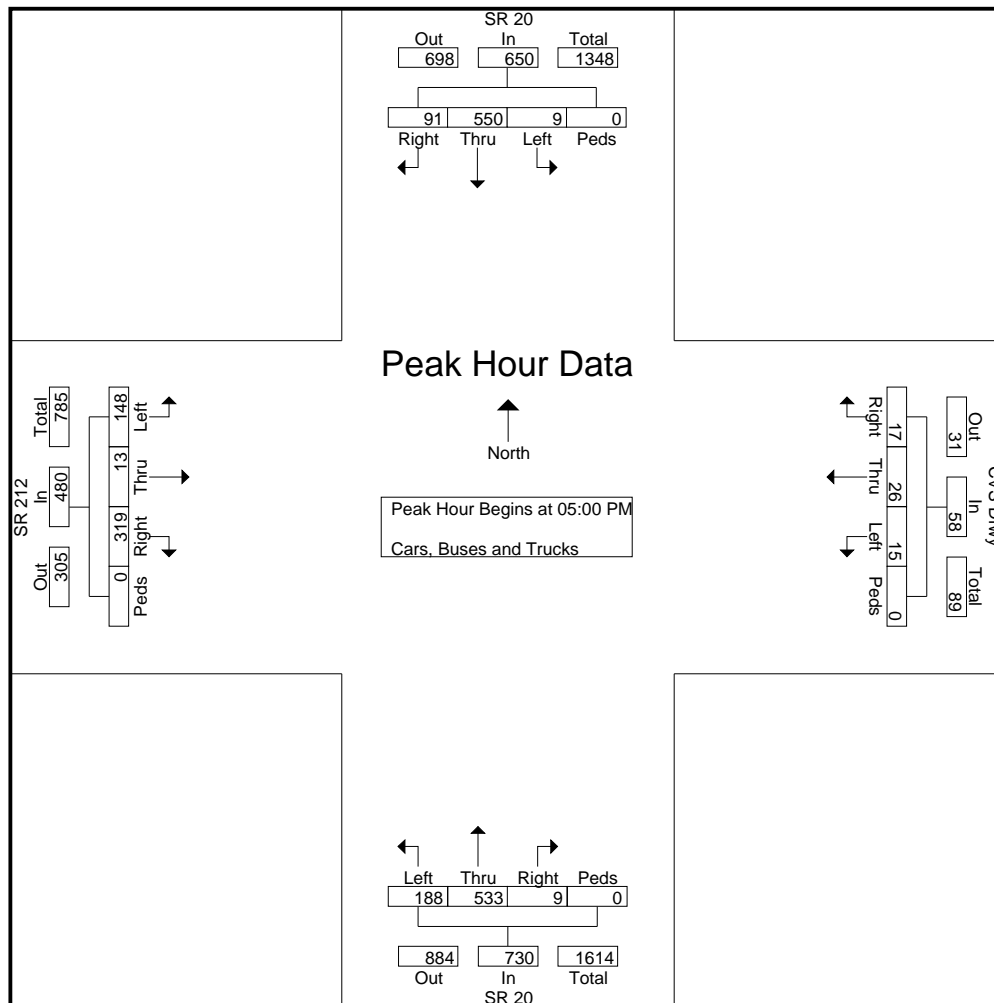 SR 20
Out In Total
698 650 1348
91 550 9 0
Right Thru Left Peds
Peak Hour Data
North
Peak Hour Begins at 05:00 PM
Cars, Buses and Trucks
SR 212
Total In Out
785 480 305
148 13 319 0
Left Thru Right Peds
Right Thru Left Peds
17 26 15 0
Out In Total
31 58 89
Left Thru Right Peds
188 533 9 0
884 730 1614
Out In Total
SR 20